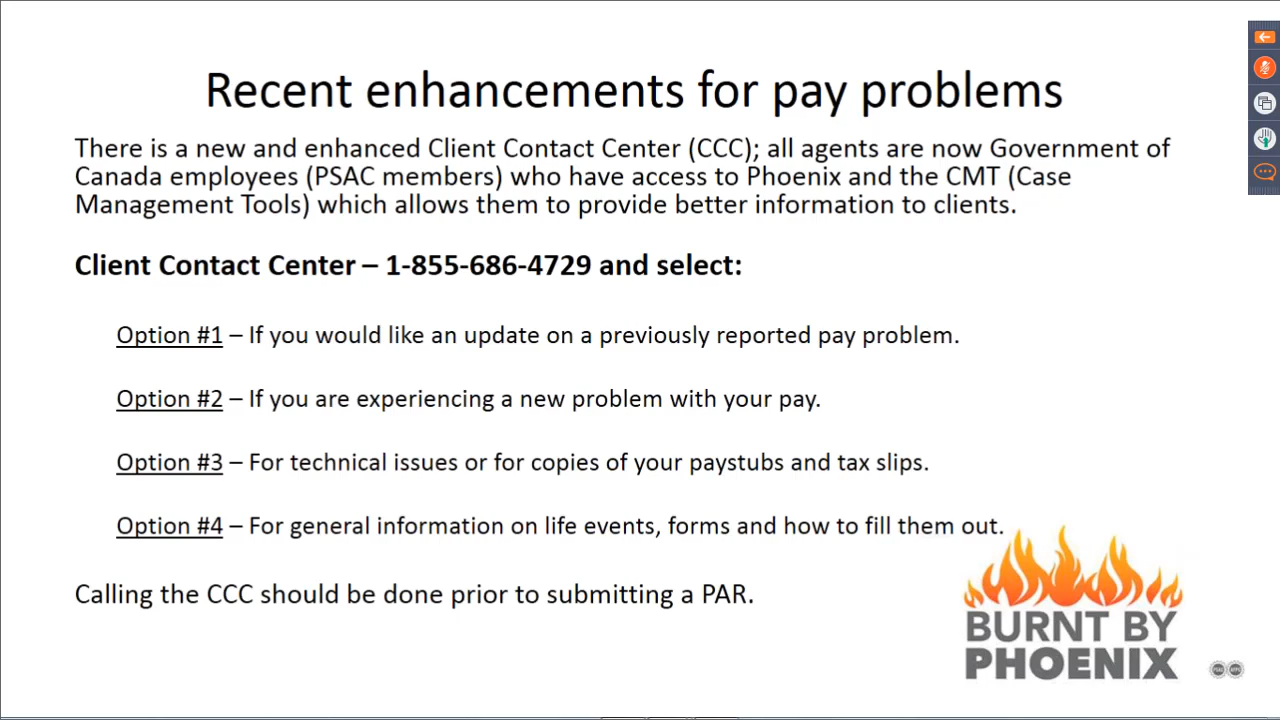 Recent enhancements for pay problems
There is a new and enhanced Client Contact Center (CCC); all agents are now Government of
Canada employees (PSAC members) who have access to Phoenix and the CMT (Case
Management Tools) which allows them to provide better information to clients.
Client Contact Center – 1-855-686-4729 and select:
Option #1 – If you would like an update on a previously reported pay problem.
Option #2 – If you are experiencing a new problem with your pay.
Option #3 – For technical issues or for copies of your paystubs and tax slips.
Option #4 – For general information on life events, forms and how to fill them out.
Calling the CCC should be done prior to submitting a PAR.
BURNT BY
PHOENIX